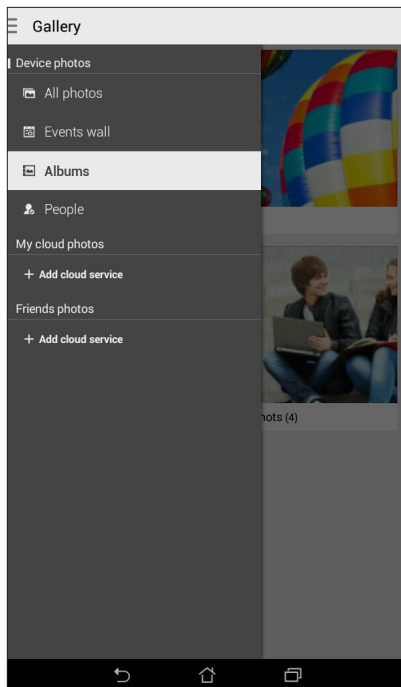 Gallery
Device photos
All photos
Events wall
Albums
People
My cloud photos
+ Add cloud service
Friends photos
+ Add cloud service
(4)